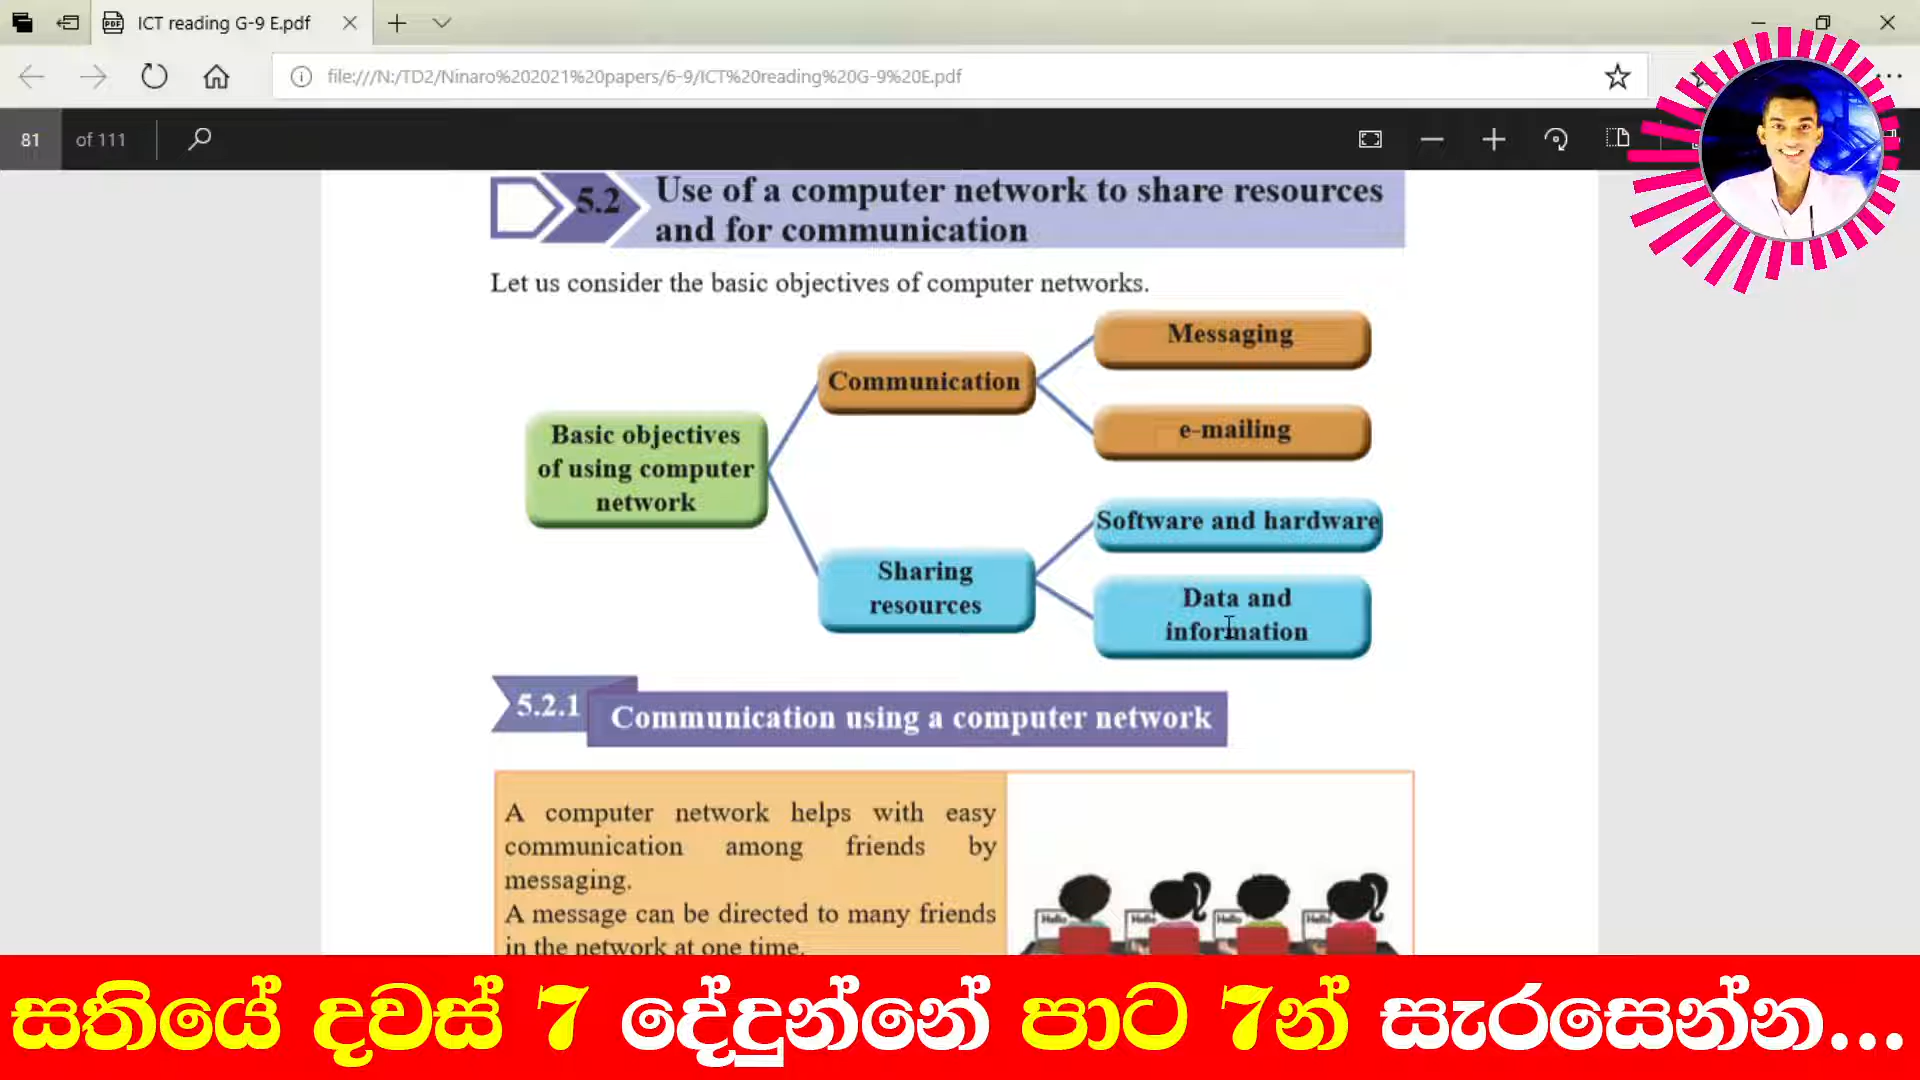 ICT reading G-9 E.pdf
file:///N:/TD2/Ninaro%202021%20papers/6-9/ICT%20reading%20G-9%20E.pdf
81 of 111
5.2 Use of a computer network to share resources
and for communication
Let us consider the basic objectives of computer networks.
Messaging
Communication
e-mailing
Basic objectives
of using computer
network
Software and hardware
Sharing
resources
Data and
information
5.2.1 Communication using a computer network
A computer network helps with easy
communication among friends by
messaging.
A message can be directed to many friends
in the network at one time.
Hello Hello Hello Hello
සතියේ දවස් 7 දේදුන්නේ පාට 7න් සැරසෙන්න...